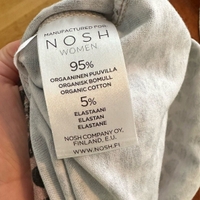 MANUFACTURED FOR
NOSH
WOMEN
95%
ORGAANINEN PUUVILLA
ORGANISK BOMULL
ORGANIC COTTON
5%
ELASTAANI
ELASTAN
ELASTANE
NOSH COMPANY OY,
FINLAND, E.U.
WWW.NOSH.FI